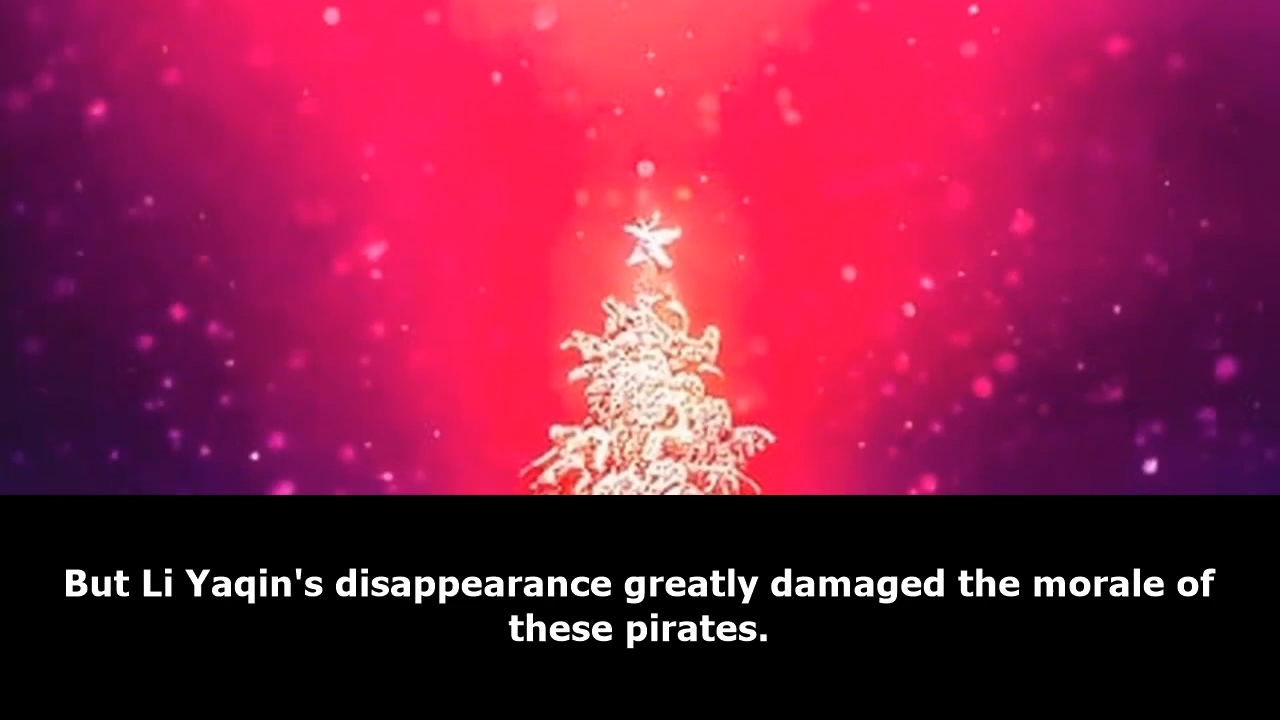 But Li Yaqin's disappearance greatly damaged the morale of
these pirates.